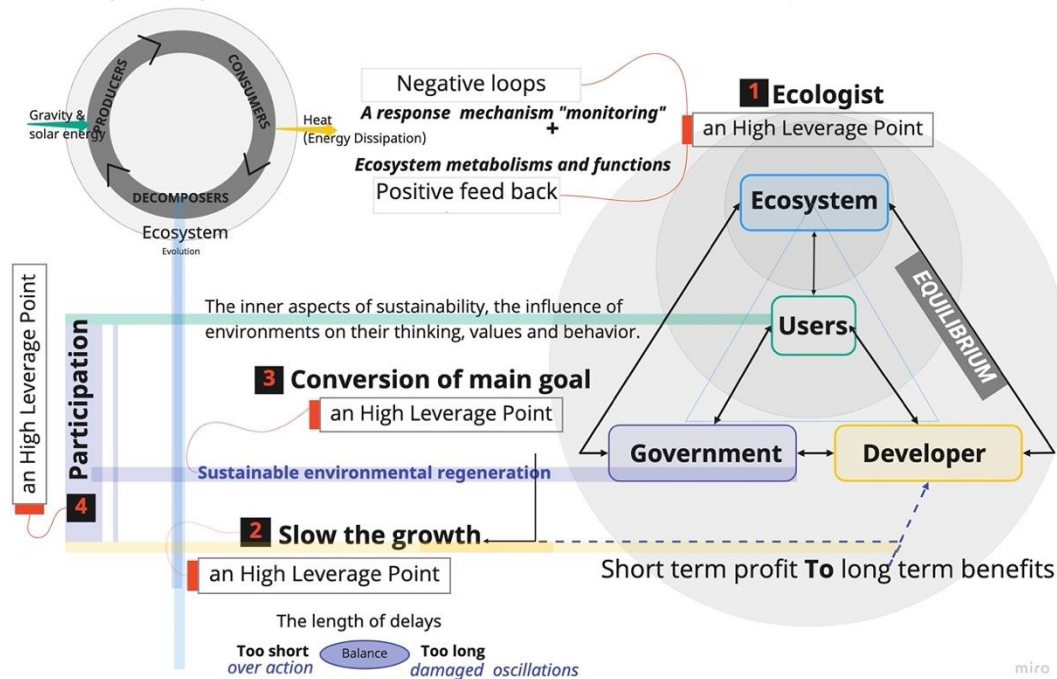 PRODUCERS
CONSUMERS
DECOMPOSERS
Gravity &
solar energy
Heat
(Energy Dissipation)
Ecosystem
Evolution
Negative loops
A response mechanism "monitoring"
+
Ecosystem metabolisms and functions
Positive feed back
1 Ecologist
an High Leverage Point
Ecosystem
Users
EQUILIBRIUM
Government
Developer
The inner aspects of sustainability, the influence of
environments on their thinking, values and behavior.
3 Conversion of main goal
an High Leverage Point
Sustainable environmental regeneration
an High Leverage Point
Participation
4
2 Slow the growth
an High Leverage Point
Short term profit To long term benefits
The length of delays
Too short
over action
Balance
Too long
damaged oscillations
miro